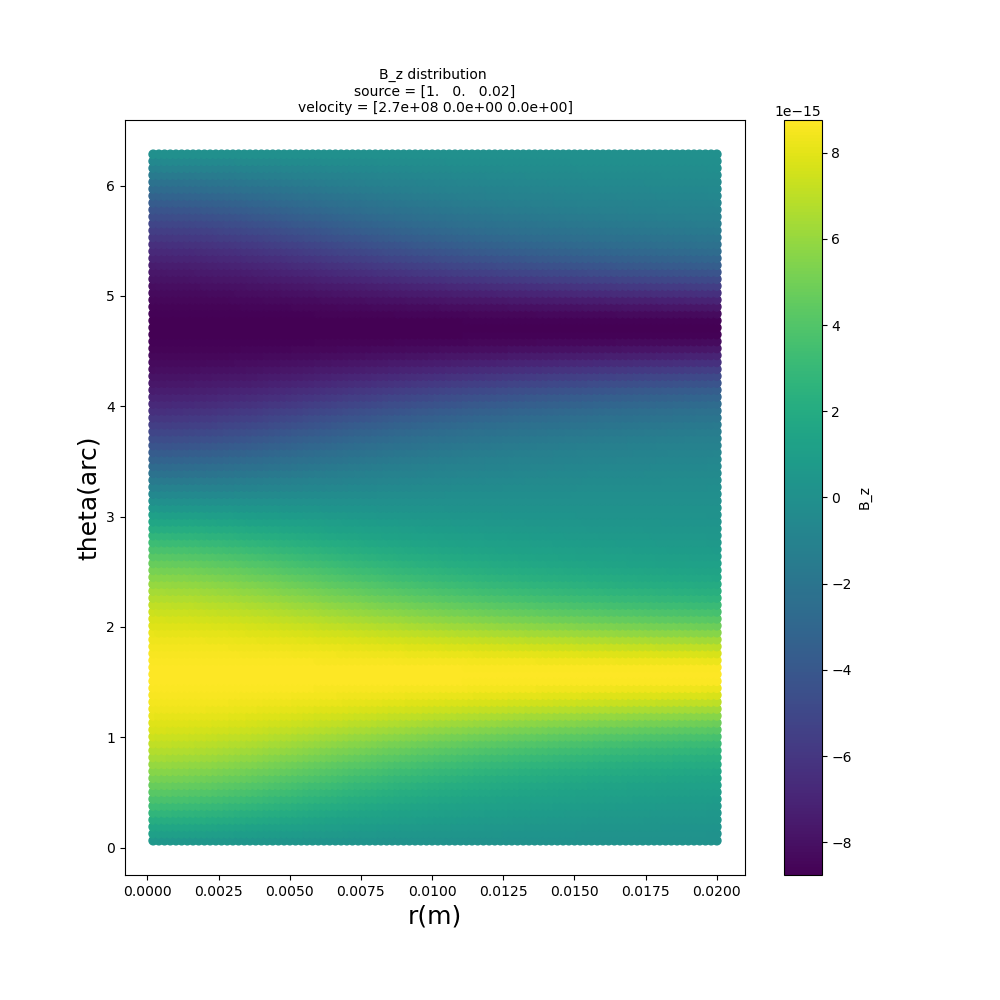 B_z distribution
source = [1.   0.   0.02]
velocity = [2.7e+08 0.0e+00 0.0e+00]
1e−15
8
6
4
2
0
−2
−4
−6
−8
B_z
6
5
4
3
2
1
0
theta(arc)
0.0000 0.0025 0.0050 0.0075 0.0100 0.0125 0.0150 0.0175 0.0200
r(m)